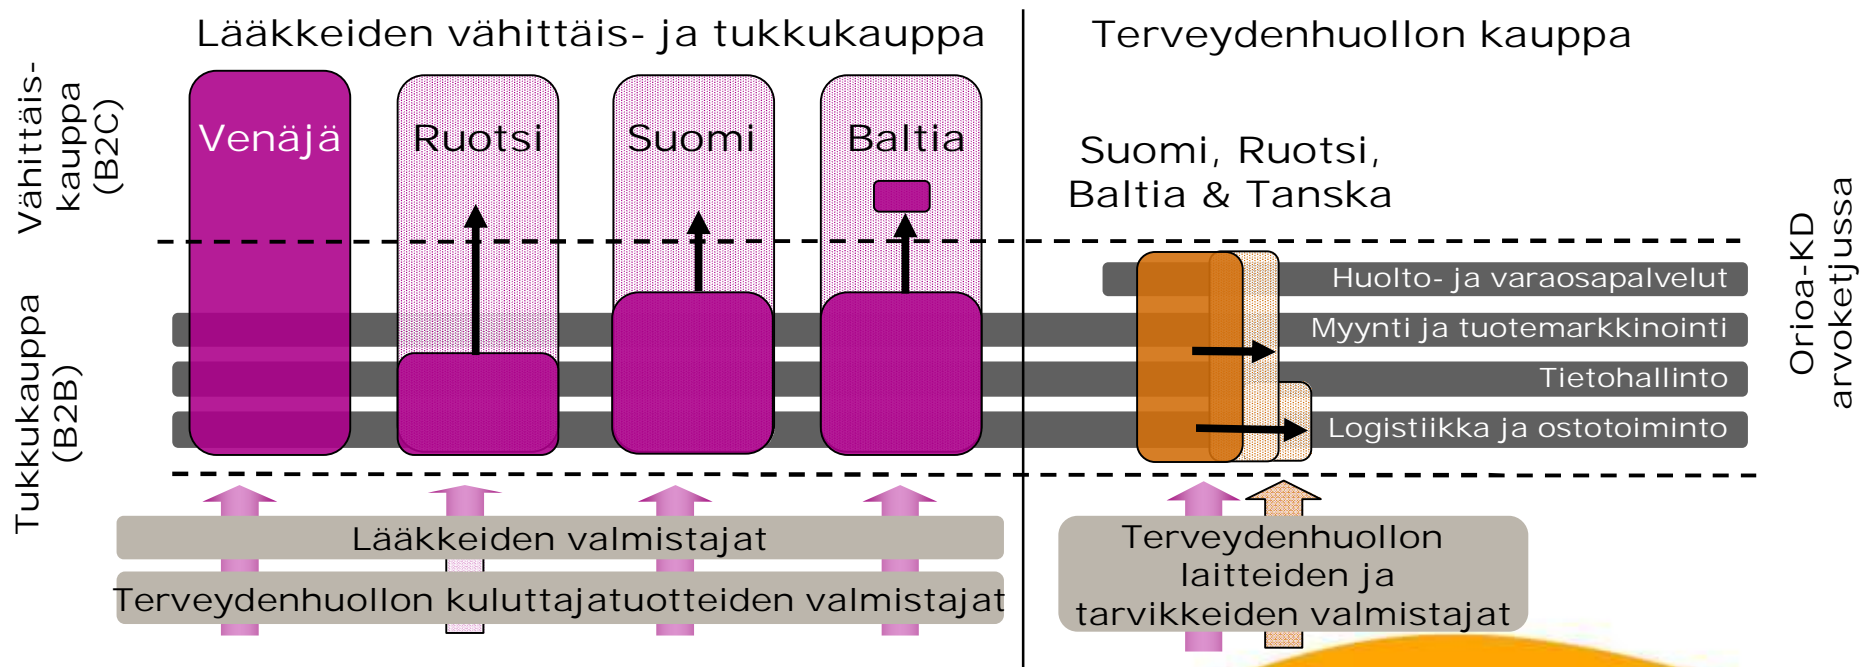 Lääkkeiden vähittäis- ja tukkukauppa
Terveydenhuollon kauppa
Vähittäis-
kauppa
(B2C)
Venäjä
Ruotsi
Suomi
Baltia
Suomi, Ruotsi,
Baltia & Tanska
Tukkukauppa
(B2B)
Huolto- ja varaosapalvelut
Myynti ja tuotemarkkinointi
Tietohallinto
Logistiikka ja ostotoiminto
Orioa-KD
arvoketjussa
Lääkkeiden valmistajat
Terveydenhuollon kuluttajatuotteiden valmistajat
Terveydenhuollon
laitteiden ja
tarvikkeiden valmistajat